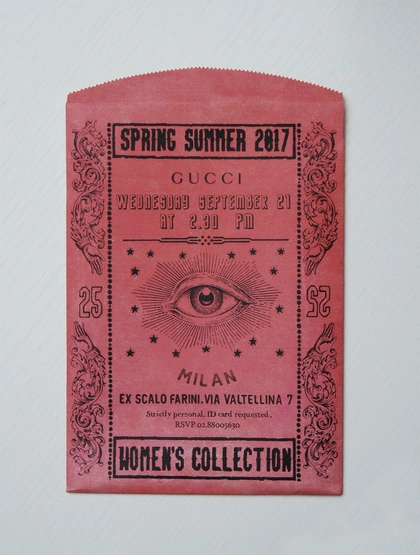 SPRING SUMMER 2017
GUCCI
WEDNESDAY SEPTEMBER 21
AT 2.30 PM
25
25
MILAN
EX SCALO FARINI.VIA VALTELLINA 7
Strictly personal. ID card requested.
RSVP 02.88005630
WOMEN'S COLLECTION